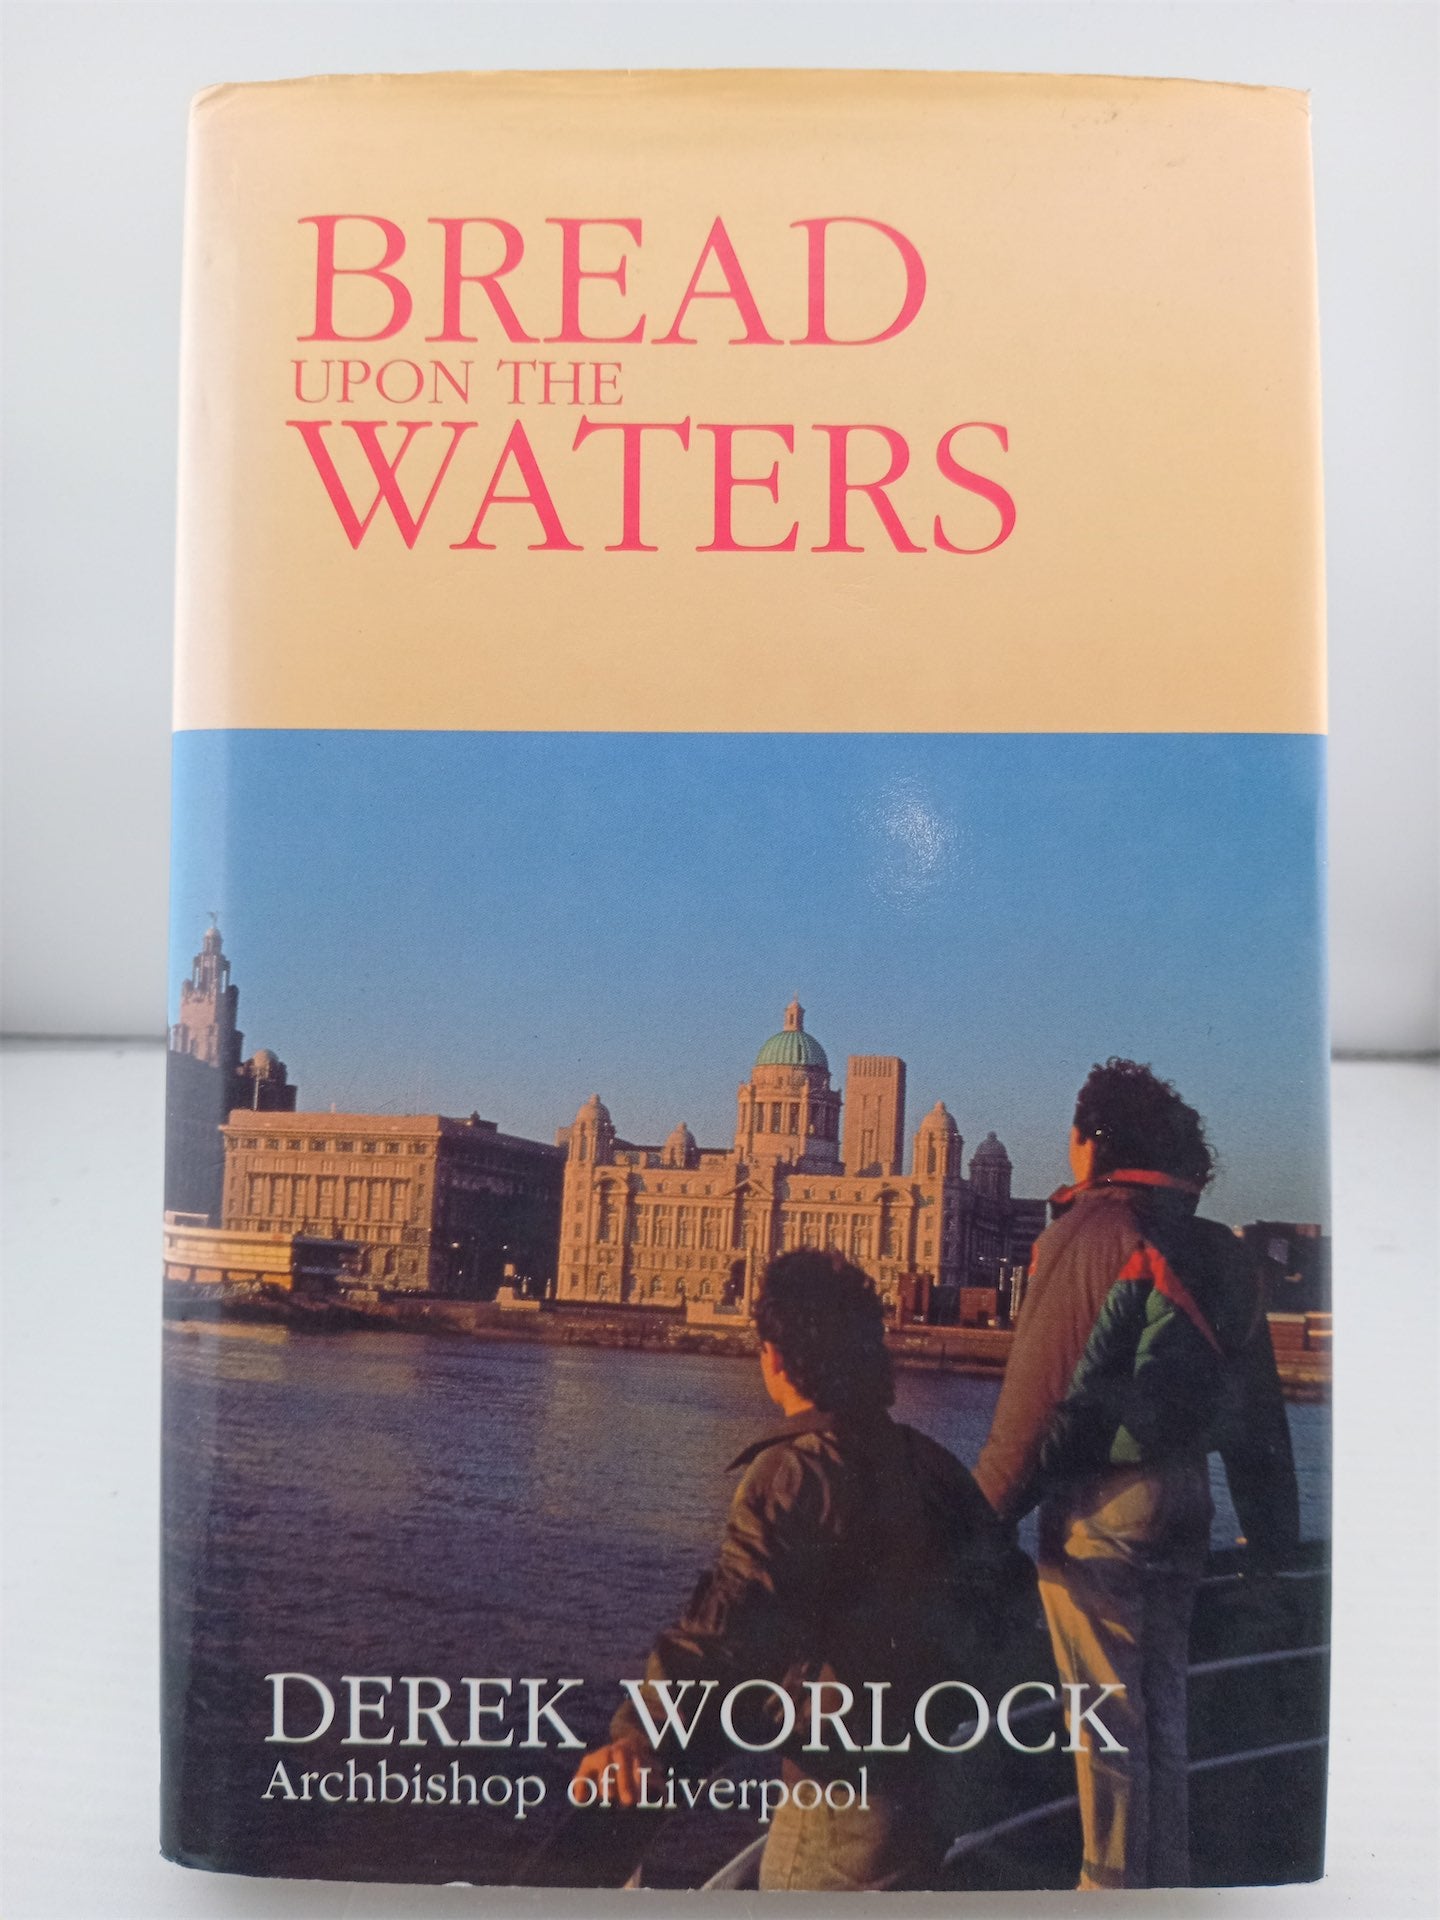 BREAD
UPON THE
WATERS
DEREK WORLOCK
Archbishop of Liverpool